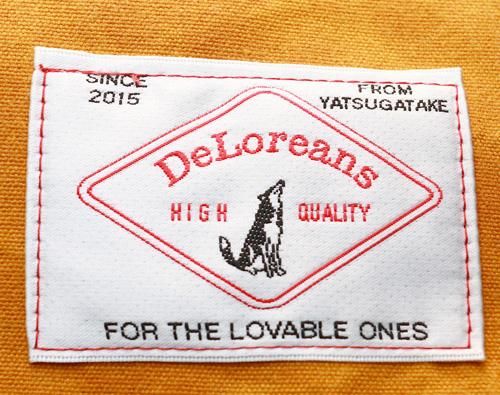 SINCE
2015
FROM
YATSUGATAKE
DeLoreans
HIGH QUALITY
FOR THE LOVABLE ONES